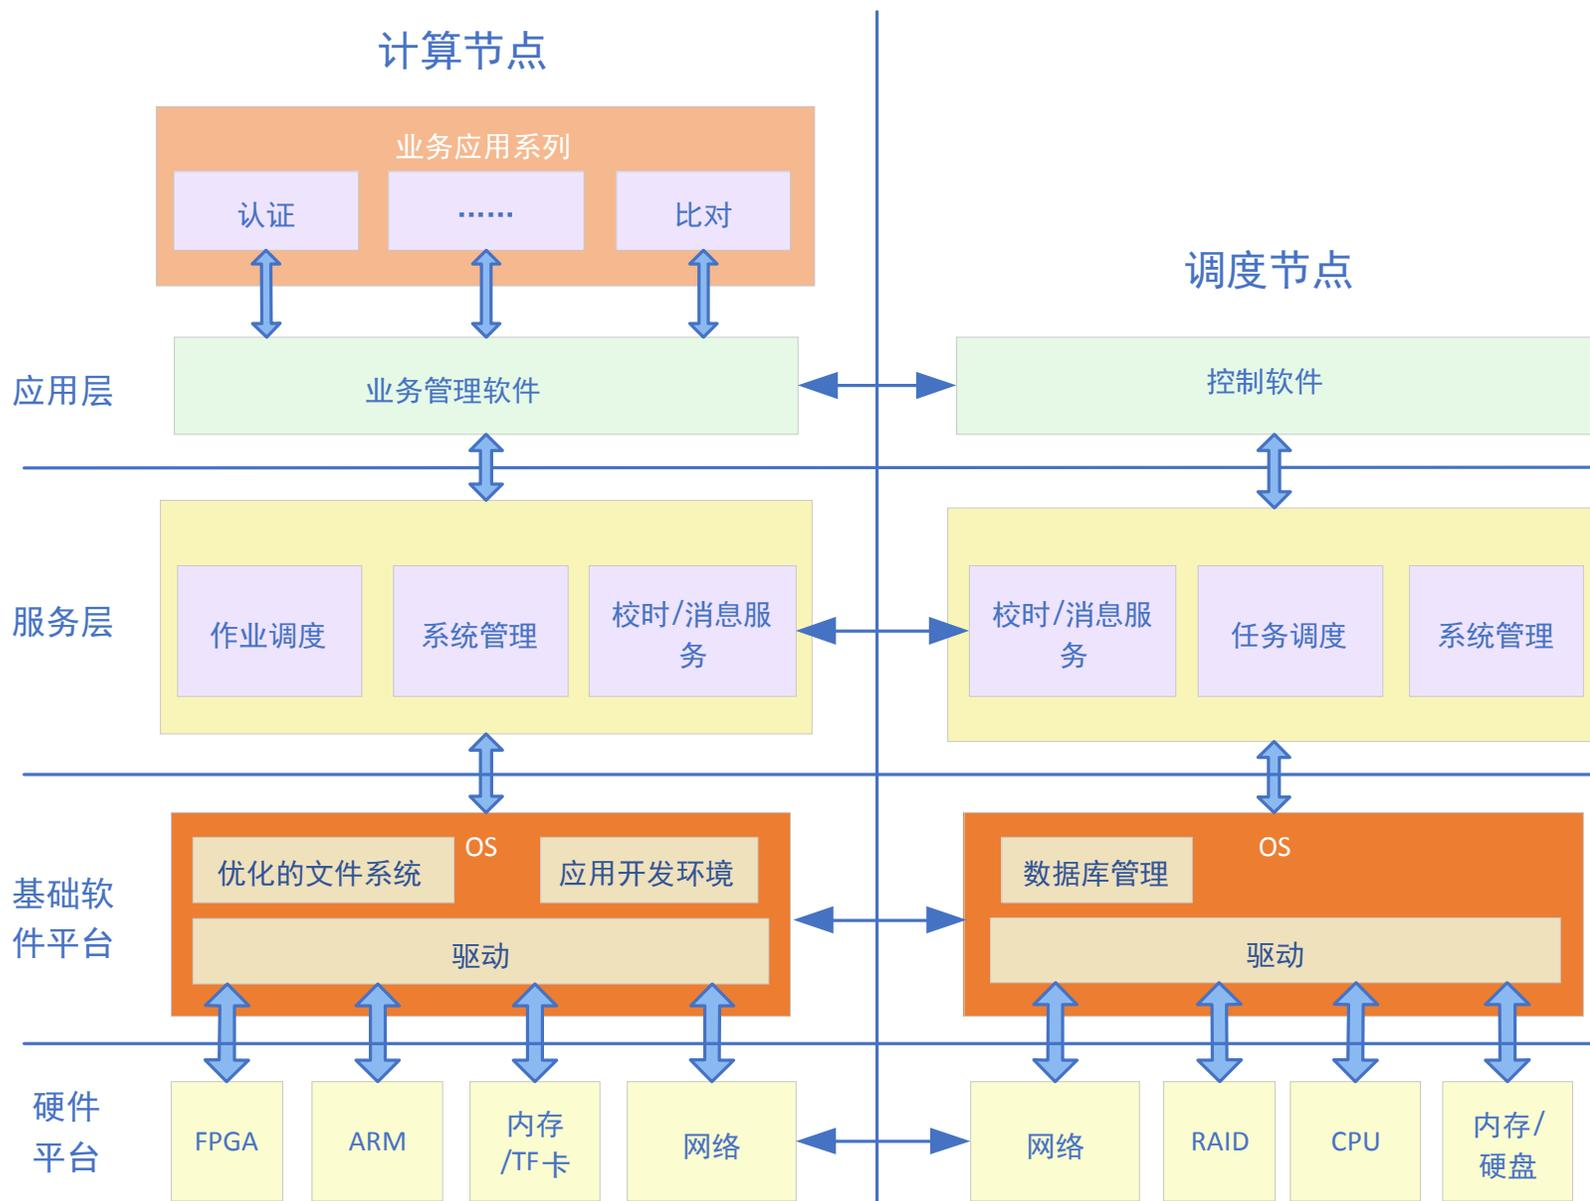 计算节点
业务应用系列
认证
······
比对
调度节点
应用层
业务管理软件
控制软件
服务层
作业调度
系统管理
校时/消息服
务
校时/消息服
务
任务调度
系统管理
基础软
件平台
OS
优化的文件系统
应用开发环境
驱动
OS
数据库管理
驱动
硬件
平台
FPGA
ARM
内存
/TF卡
网络
网络
RAID
CPU
内存/
硬盘